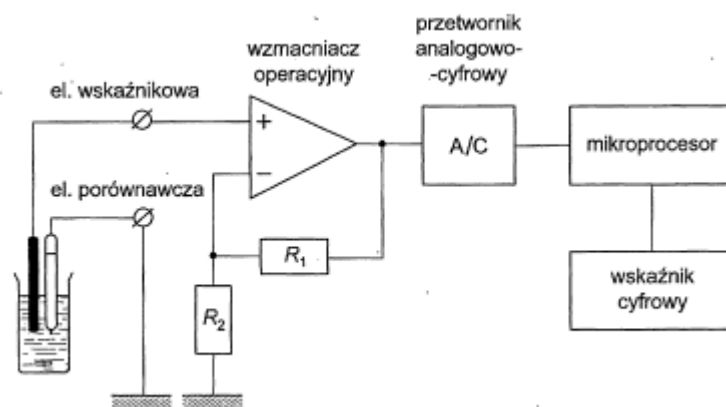 przetwornik
analogowo-
-cyfrowy
wzmacniacz
operacyjny
el. wskaźnikowa
+
A/C
mikroprocesor
−
el. porównawcza
R1
wskaźnik
cyfrowy
R2